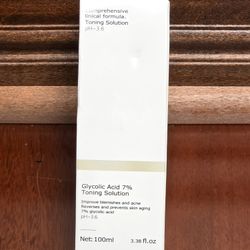 Comprehensive
linical formula.
Toning Solution
pH~3.6
Glycolic Acid 7%
Toning Solution
Improve blemishes and acne
Reverses and prevents skin aging
7% glycolic acid
pH~3.6
Net: 100ml 3.38 fl.oz